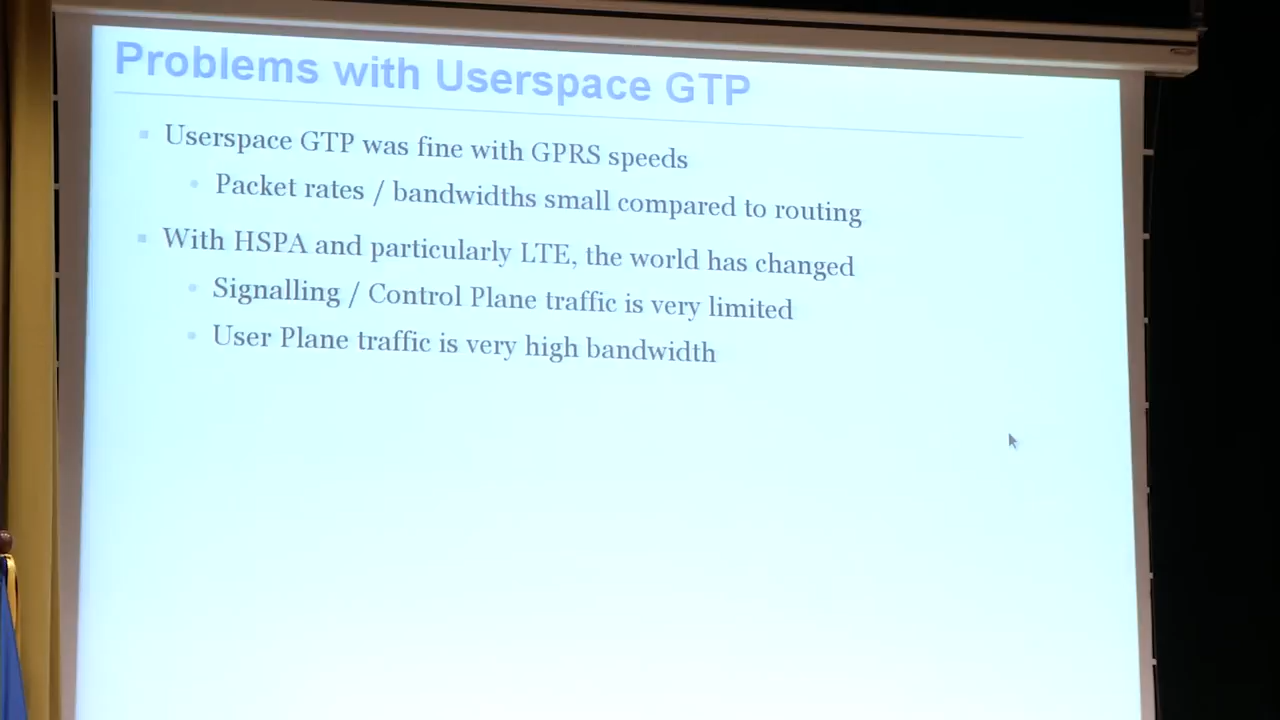 Problems with Userspace GTP
Userspace GTP was fine with GPRS speeds
Packet rates / bandwidths small compared to routing
With HSPA and particularly LTE, the world has changed
Signalling / Control Plane traffic is very limited
User Plane traffic is very high bandwidth